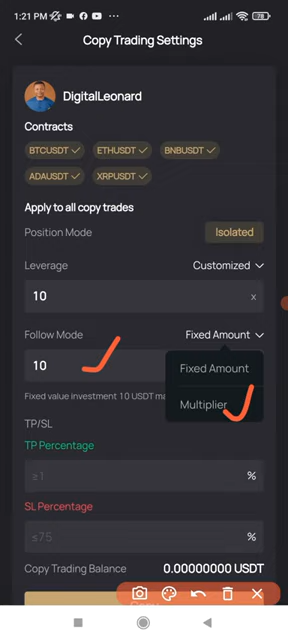 1:21 PM
78
Copy Trading Settings
DigitalLeonard
Contracts
BTCUSDT ETHUSDT BNBUSDT
ADAUSDT XRPUSDT
Apply to all copy trades
Position Mode Isolated
Leverage Customized
10 x
Follow Mode Fixed Amount
10
Fixed Amount
Fixed value investment 10 USDT ma
Multiplier
TP/SL
TP Percentage
≥1 %
SL Percentage
≤75 %
Copy Trading Balance 0.00000000 USDT